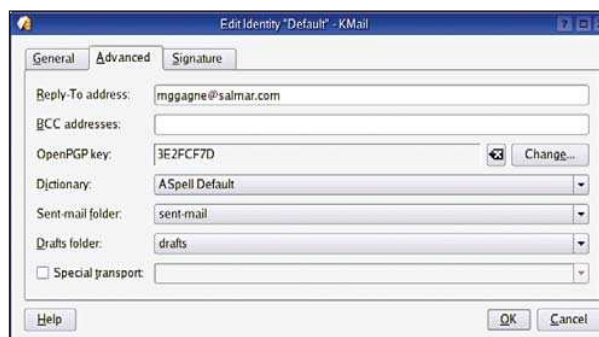 Edit Identity "Default" - KMail
General Advanced Signature
Reply-To address: mggagne@salmar.com
BCC addresses:
OpenPGP key: 3E2FCF7D Change...
Dictionary: ASpell Default
Sent-mail folder: sent-mail
Drafts folder: drafts
Special transport:
Help OK Cancel